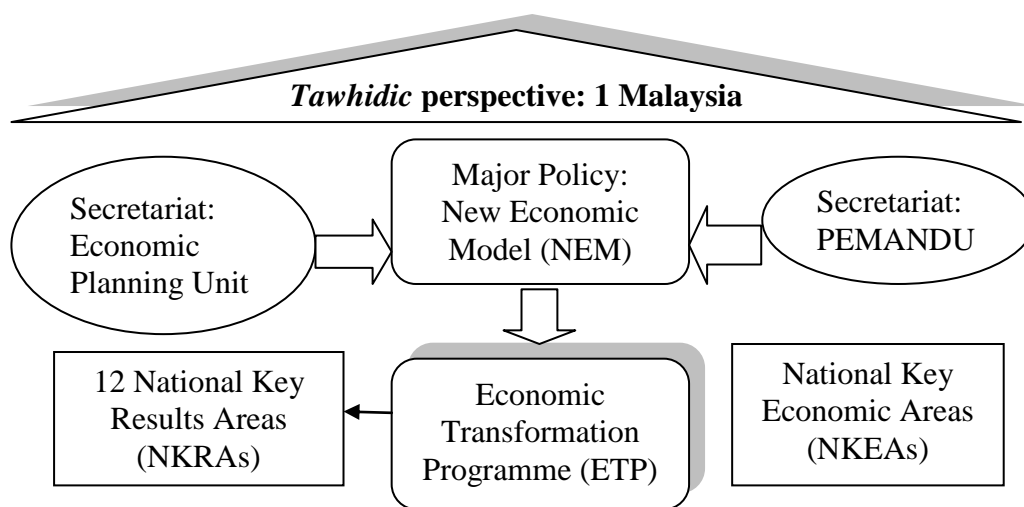 Tawhidic perspective: 1 Malaysia
Secretariat:
Economic
Planning Unit
Major Policy:
New Economic
Model (NEM)
Secretariat:
PEMANDU
12 National Key
Results Areas
(NKRAs)
Economic
Transformation
Programme (ETP)
National Key
Economic Areas
(NKEAs)